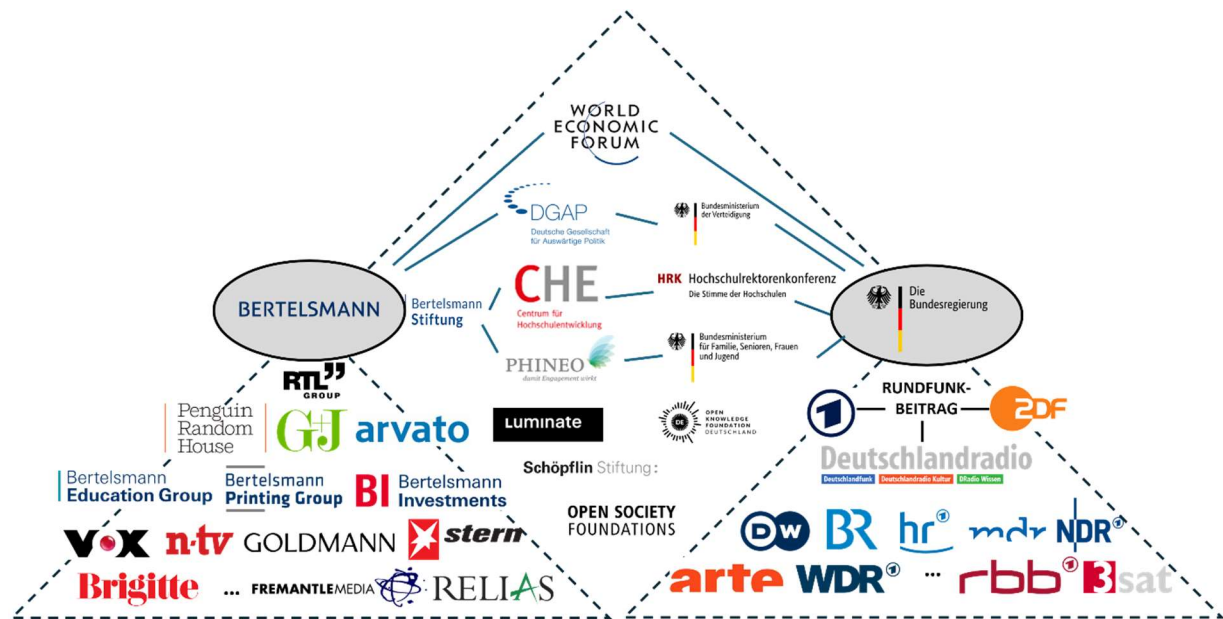 WORLD
ECONOMIC
FORUM
DGAP
Deutsche Gesellschaft
für Auswärtige Politik
Bundesministerium
der Verteidigung
BERTELSMANN
Bertelsmann
Stiftung
CHE
Centrum für
Hochschulentwicklung
HRK Hochschulrektorenkonferenz
Die Stimme der Hochschulen
Die
Bundesregierung
PHINEO
damit Engagement wirkt
Bundesministerium
für Familie, Senioren, Frauen
und Jugend
RTL
GROUP
Penguin
Random
House
G+J
arvato
Luminate
DE
OPEN
KNOWLEDGE
FOUNDATION
DEUTSCHLAND
1
RUNDFUNK-
BEITRAG
2DF
Deutschlandradio
Deutschlandfunk
Deutschlandradio Kultur
DRadio Wissen
Schöpflin Stiftung:
Bertelsmann
Education Group
Bertelsmann
Printing Group
BI
Bertelsmann
Investments
OPEN SOCIETY
FOUNDATIONS
VOX
n-tv
GOLDMANN
stern
DW
BR
hr
mdr
NDR
Brigitte
...
FREMANTLEMEDIA
RELIAS
arte
WDR
...
rbb
3sat